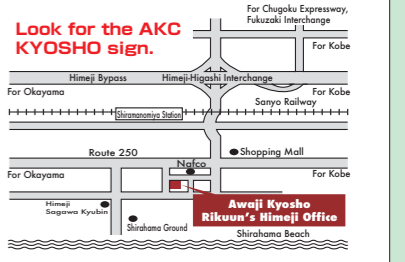 For Chugoku Expressway,
Fukuzaki Interchange
Look for the AKC
KYOSHO sign.
For Kobe
Himeji Bypass
Himeji-Higashi Interchange
For Okayama
For Kobe
Sanyo Railway
Shiramanomiya Station
Route 250
Shopping Mall
Nafco
For Okayama
For Kobe
Himeji
Sagawa Kyubin
Awaji Kyosho
Rikuun's Himeji Office
Shirahama Ground
Shirahama Beach